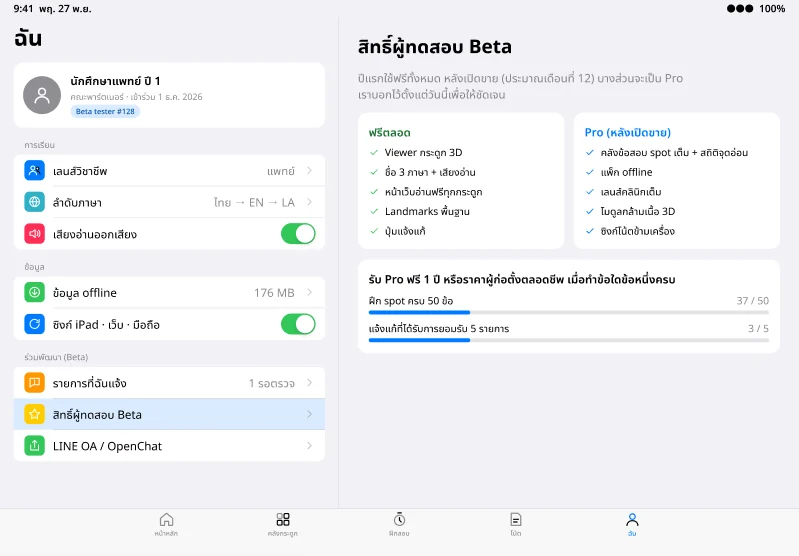 9:41 พฤ. 27 พ.ย.
100%
ฉัน
นักศึกษาแพทย์ ปี 1
คณะพาร์ตเนอร์ · เข้าร่วม 1 ธ.ค. 2026
Beta tester #128
การเรียน
เลนส์วิชาชีพ
แพทย์
ลำดับภาษา
ไทย → EN → LA
เสียงอ่านออกเสียง
ข้อมูล
ข้อมูล offline
176 MB
ซิงก์ iPad · เว็บ · มือถือ
ร่วมพัฒนา (Beta)
รายการที่ฉันแจ้ง
1 รอตรวจ
สิทธิ์ผู้ทดสอบ Beta
LINE OA / OpenChat
สิทธิ์ผู้ทดสอบ Beta
ปีแรกใช้ฟรีทั้งหมด หลังเปิดขาย (ประมาณเดือนที่ 12) บางส่วนจะเป็น Pro
เราบอกไว้ตั้งแต่วันนี้เพื่อให้ชัดเจน
ฟรีตลอด
Viewer กระดูก 3D
ชื่อ 3 ภาษา + เสียงอ่าน
หน้าเว็บอ่านฟรีทุกกระดูก
Landmarks พื้นฐาน
ปุ่มแจ้งแก้
Pro (หลังเปิดขาย)
คลังข้อสอบ spot เต็ม + สถิติจุดอ่อน
แพ็ก offline
เลนส์คลินิกเต็ม
โมดูลกล้ามเนื้อ 3D
ซิงก์โน้ตข้ามเครื่อง
รับ Pro ฟรี 1 ปี หรือราคาผู้ก่อตั้งตลอดชีพ เมื่อทำข้อใดข้อหนึ่งครบ
ฝึก spot ครบ 50 ข้อ
37 / 50
แจ้งแก้ที่ได้รับการยอมรับ 5 รายการ
3 / 5
หน้าหลัก
คลังกระดูก
ฝึกสอบ
โน้ต
ฉัน